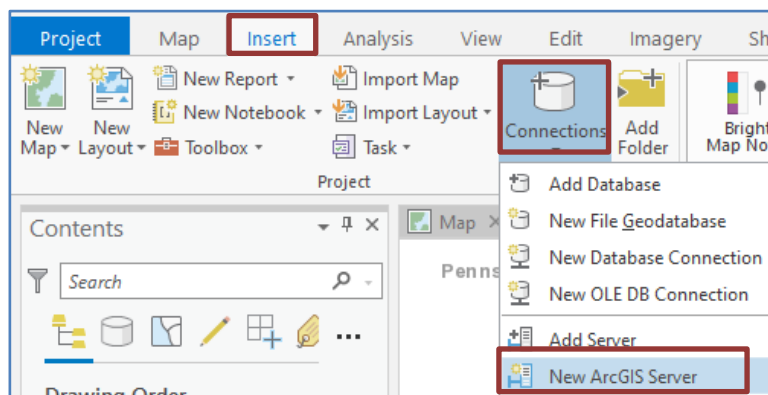 Project Map Insert Analysis View Edit Imagery Sh
New Report Import Map
New Notebook Import Layout
New Map New Layout Toolbox Task Connections Add Folder Bright Map No
Project
Add Database
Contents Map New File Geodatabase
Penns New Database Connection
Search New OLE DB Connection
Add Server
New ArcGIS Server
Drawing Order